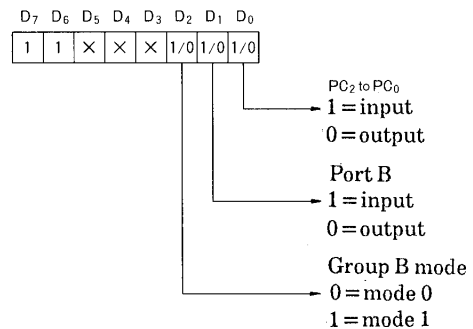 D7 D6 D5 D4 D3 D2 D1 D0
1 1 × × × 1/0 1/0 1/0
PC2 to PC0
1=input
0=output
Port B
1=input
0=output
Group B mode
0=mode 0
1=mode 1